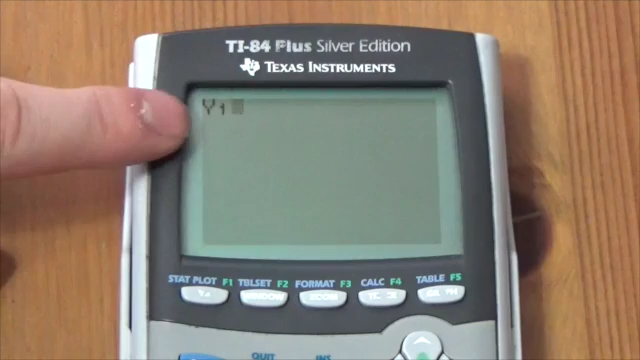 TI-84 Plus Silver Edition
TEXAS INSTRUMENTS
Y1
STAT PLOT F1 TBLSET F2 FORMAT F3 CALC F4 TABLE F5
WINDOW ZOOM
QUIT INS